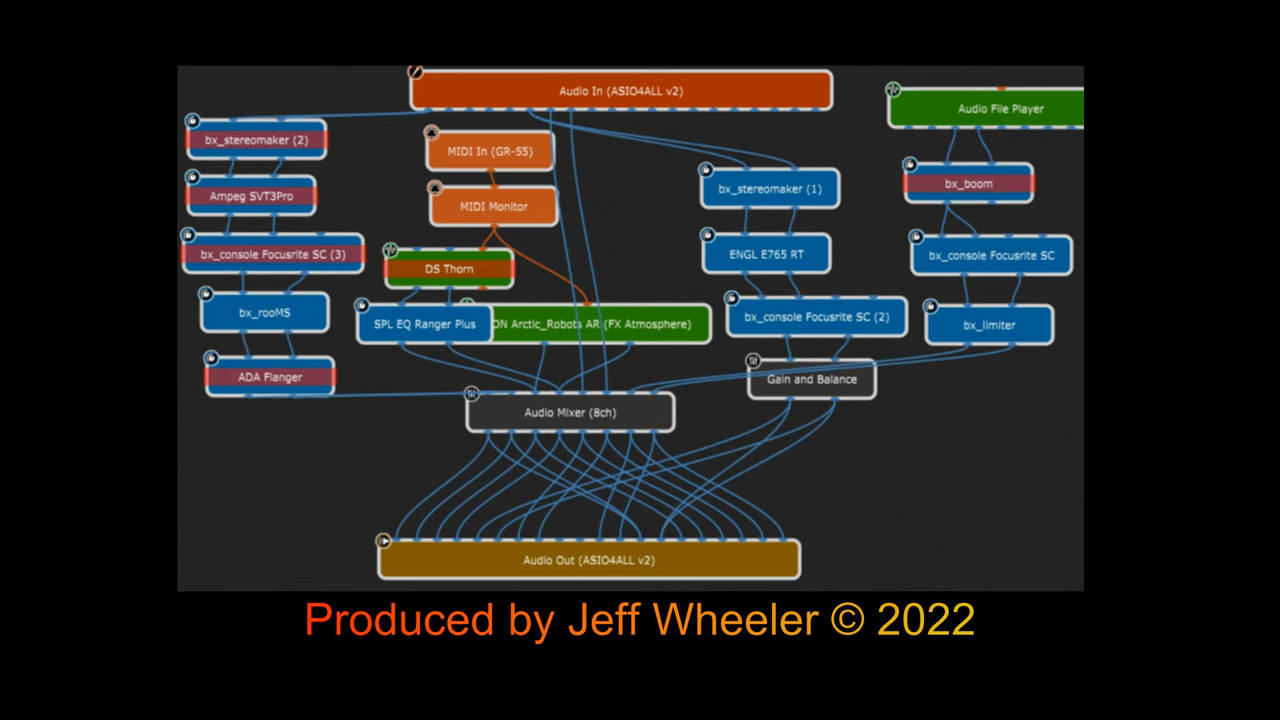 Audio In (ASIO4ALL v2)
Audio File Player
bx_stereomaker (2)
MIDI In (GR-55)
bx_stereomaker (1)
bx_boom
Ampeg SVT3Pro
MIDI Monitor
bx_console Focusrite SC (3)
DS Thorn
ENGL E765 RT
bx_console Focusrite SC
bx_rooMS
SPL EQ Ranger Plus
ON Arctic_Robots AR (FX Atmosphere)
bx_console Focusrite SC (2)
bx_limiter
ADA Flanger
Gain and Balance
Audio Mixer (8ch)
Audio Out (ASIO4ALL v2)
Produced by Jeff Wheeler © 2022